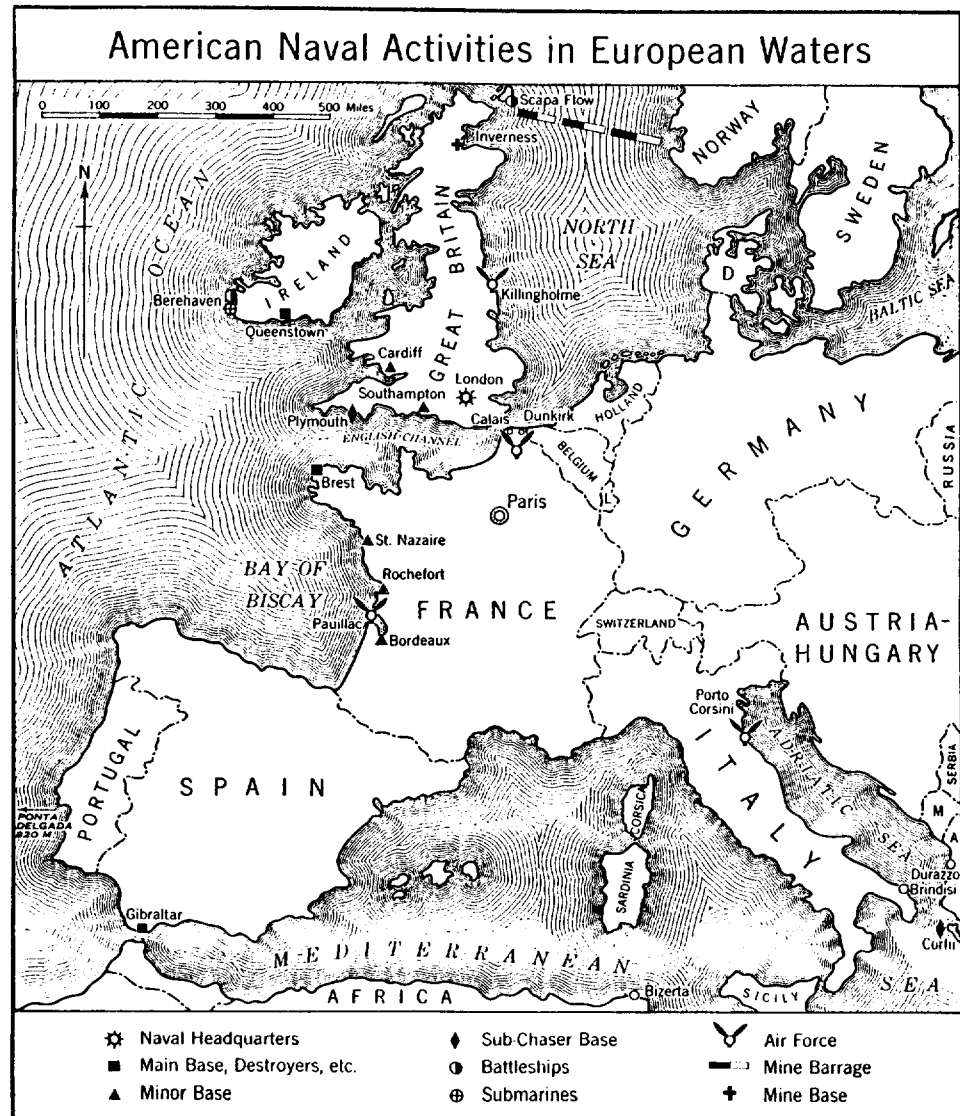 American Naval Activities in European Waters
0 100 200 300 400 500 Miles
Scapa Flow
NORWAY
Inverness
SWEDEN
N
OCEAN
ATLANTIC
NORTH
SEA
IRELAND
GREAT BRITAIN
D
BALTIC SEA
Berehaven
Queenstown
Killingholme
Cardiff
London
Southampton
Plymouth
Calais
Dunkirk
HOLLAND
ENGLISH CHANNEL
BELGIUM
L
GERMANY
RUSSIA
Brest
Paris
St. Nazaire
BAY OF
BISCAY
Rochefort
Pauillac
Bordeaux
FRANCE
SWITZERLAND
AUSTRIA-
HUNGARY
Porto
Corsini
ITALY
ADRIATIC SEA
SERBIA
M
A
PORTUGAL
SPAIN
CORSICA
SARDINIA
PONTA
DELGADA
820 M.
Durazzo
Brindisi
Corfu
Gibraltar
MEDITERRANEAN
SEA
AFRICA
Bizerta
SICILY
Naval Headquarters
Main Base, Destroyers, etc.
Minor Base
Sub-Chaser Base
Battleships
Submarines
Air Force
Mine Barrage
Mine Base